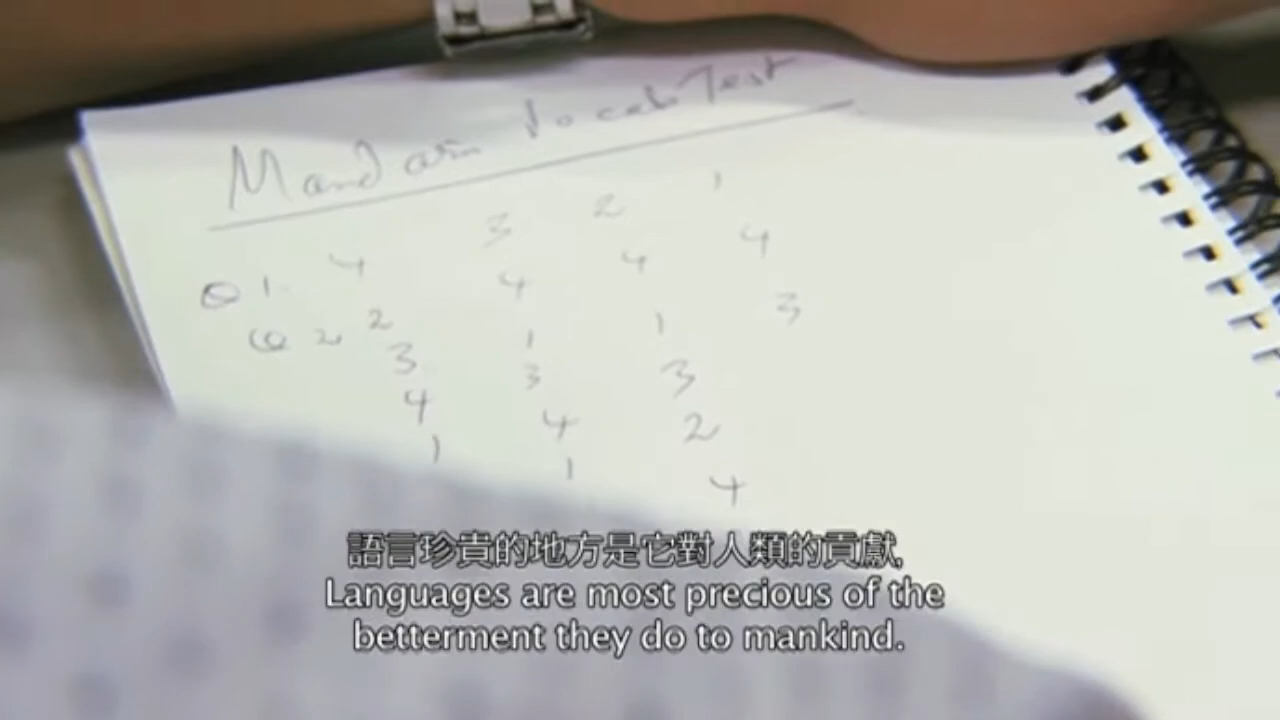 Mandarin Vocab Test
3 2 1
Q1. 4 4 4 4
Q2 2 1 1 3
3 3 3
4 4 2
1 1 4
語言珍貴的地方是它對人類的貢獻,
Languages are most precious of the
betterment they do to mankind.